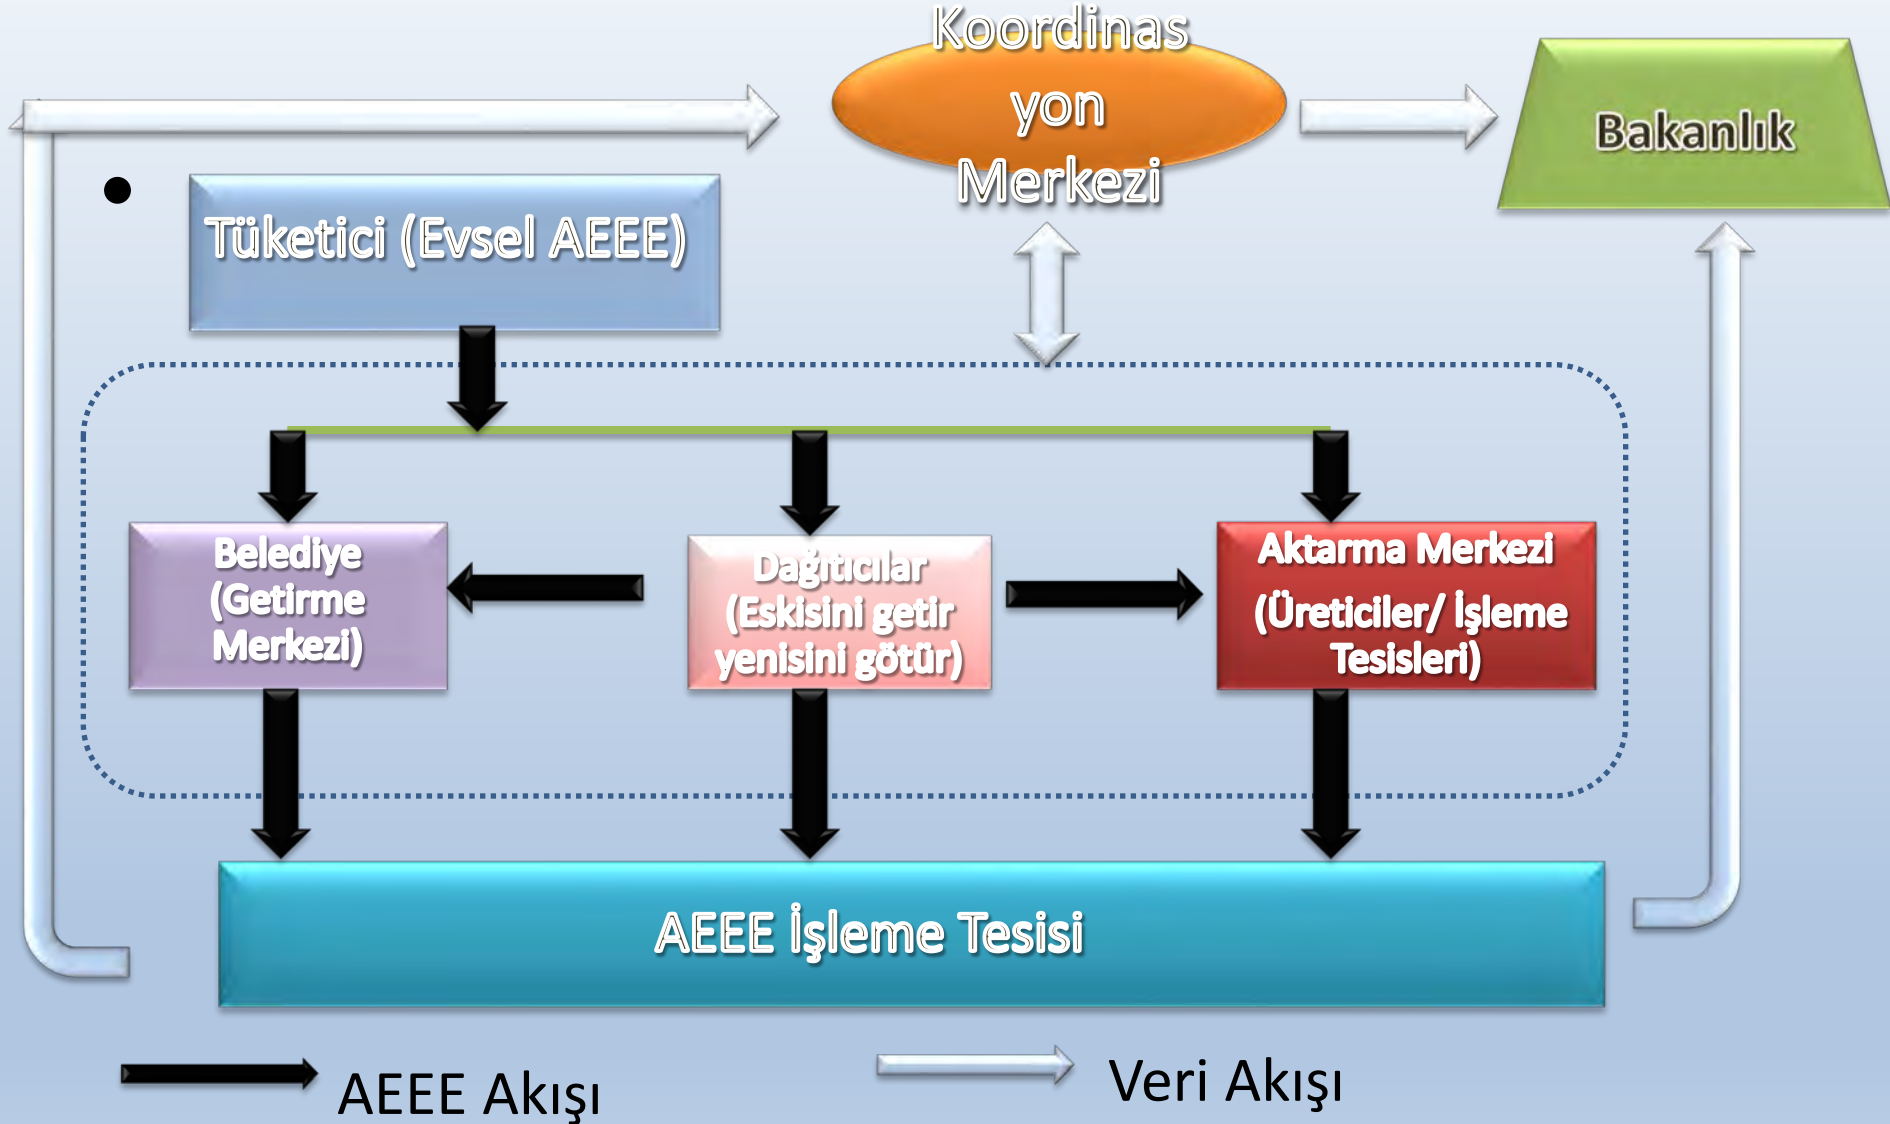 Koordinas
yon
Merkezi
Bakanlık
Tüketici (Evsel AEEE)
Belediye
(Getirme
Merkezi)
Dağıtıcılar
(Eskisini getir
yenisini götür)
Aktarma Merkezi
(Üreticiler/ İşleme
Tesisleri)
AEEE İşleme Tesisi
AEEE Akışı
Veri Akışı